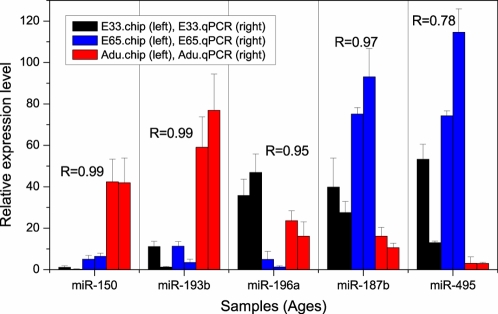 E33.chip (left), E33.qPCR (right)
E65.chip (left), E65.qPCR (right)
Adu.chip (left), Adu.qPCR (right)
R=0.99
R=0.99
R=0.95
R=0.97
R=0.78
Relative expression level
120
100
80
60
40
20
0
miR-150 miR-193b miR-196a miR-187b miR-495
Samples (Ages)